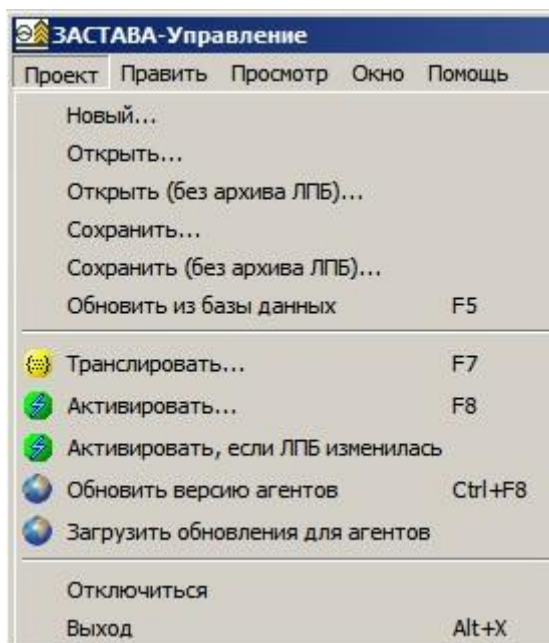 ЗАСТАВА-Управление
Проект Править Просмотр Окно Помощь
Новый...
Открыть...
Открыть (без архива ЛПБ)...
Сохранить...
Сохранить (без архива ЛПБ)...
Обновить из базы данных F5
Транслировать... F7
Активировать... F8
Активировать, если ЛПБ изменилась
Обновить версию агентов Ctrl+F8
Загрузить обновления для агентов
Отключиться
Выход Alt+X